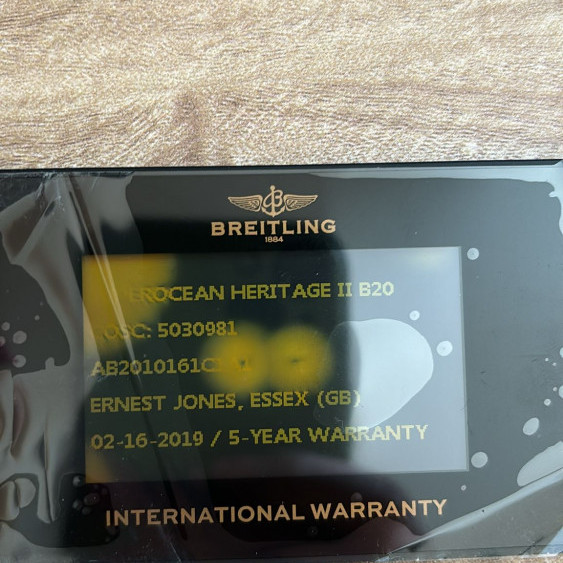 BREITLING
1884
EROCEAN HERITAGE II B20
OSC: 5030981
AB2010161C
ERNEST JONES, ESSEX (GB)
02-16-2019 / 5-YEAR WARRANTY
INTERNATIONAL WARRANTY